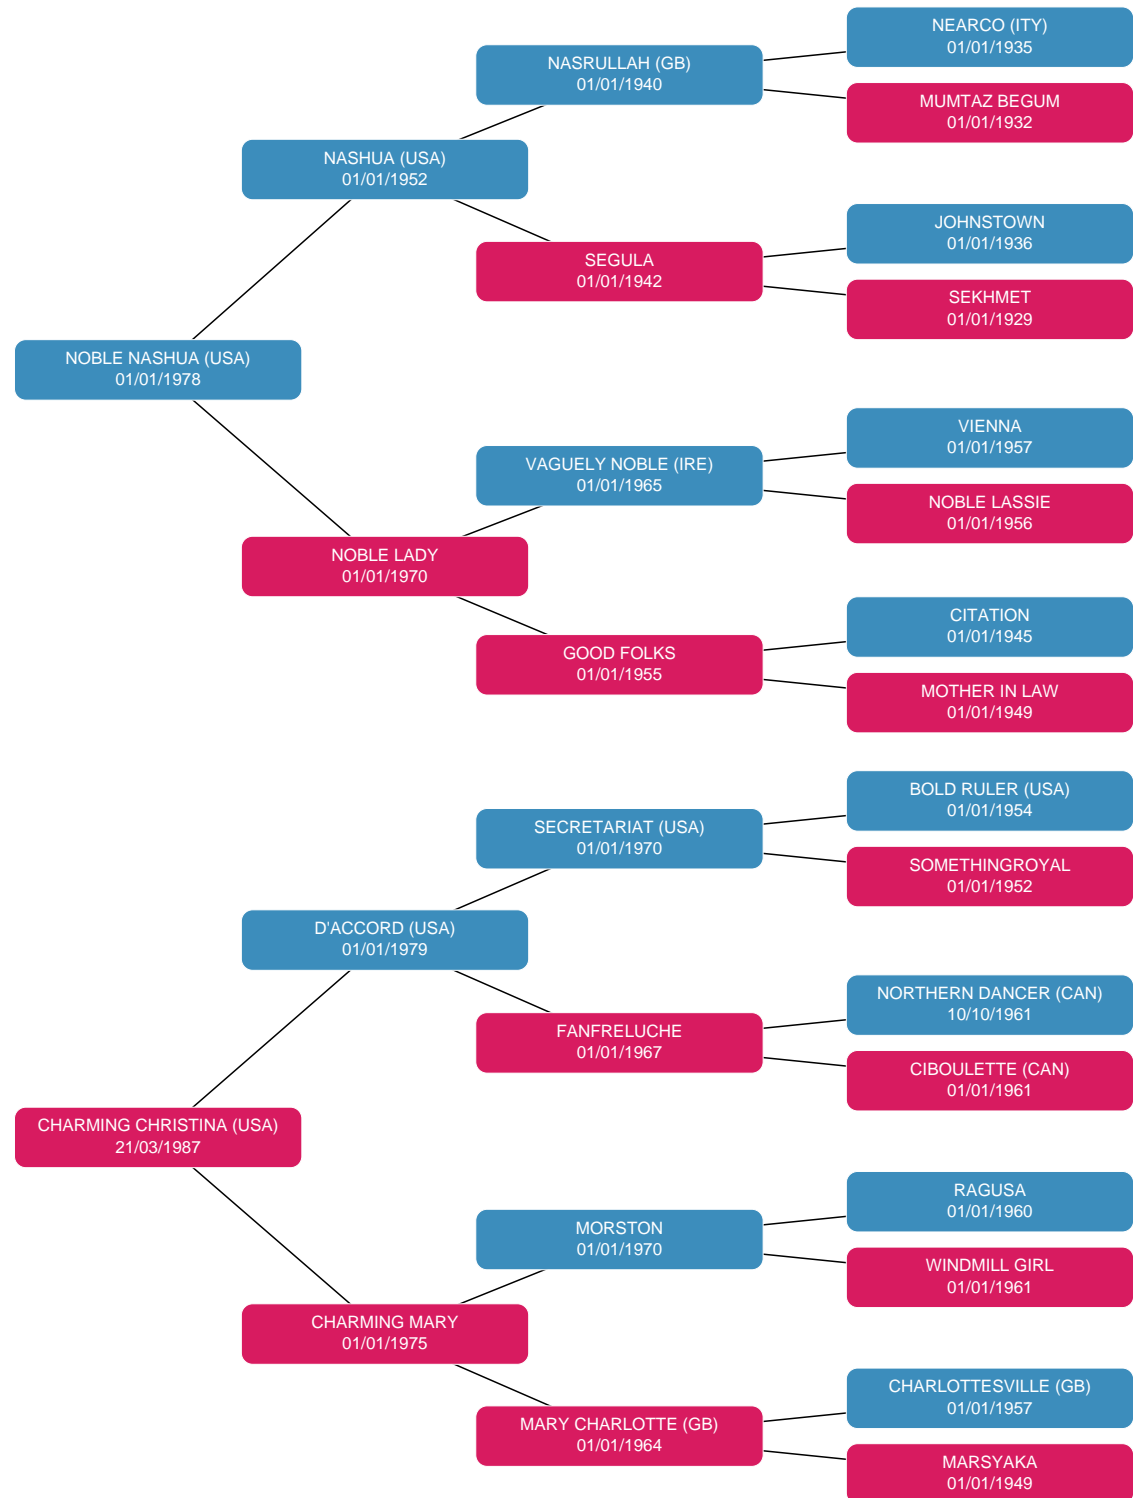 NEARCO (ITY)
01/01/1935
NASRULLAH (GB)
01/01/1940
MUMTAZ BEGUM
01/01/1932
NASHUA (USA)
01/01/1952
JOHNSTOWN
01/01/1936
SEGULA
01/01/1942
SEKHMET
01/01/1929
NOBLE NASHUA (USA)
01/01/1978
VIENNA
01/01/1957
VAGUELY NOBLE (IRE)
01/01/1965
NOBLE LASSIE
01/01/1956
NOBLE LADY
01/01/1970
CITATION
01/01/1945
GOOD FOLKS
01/01/1955
MOTHER IN LAW
01/01/1949
BOLD RULER (USA)
01/01/1954
SECRETARIAT (USA)
01/01/1970
SOMETHINGROYAL
01/01/1952
D'ACCORD (USA)
01/01/1979
NORTHERN DANCER (CAN)
10/10/1961
FANFRELUCHE
01/01/1967
CIBOULETTE (CAN)
01/01/1961
CHARMING CHRISTINA (USA)
21/03/1987
RAGUSA
01/01/1960
MORSTON
01/01/1970
WINDMILL GIRL
01/01/1961
CHARMING MARY
01/01/1975
CHARLOTTESVILLE (GB)
01/01/1957
MARY CHARLOTTE (GB)
01/01/1964
MARSYAKA
01/01/1949